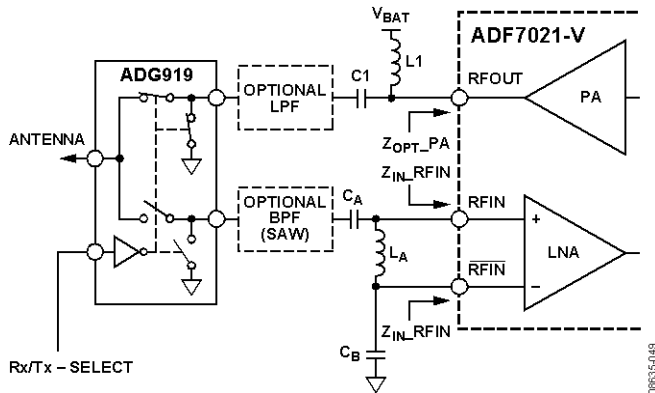 V_BAT
ADF7021-V
ADG919
L1
C1
RFOUT
OPTIONAL
LPF
PA
ANTENNA
Z_OPT_PA
Z_IN_RFIN
OPTIONAL
BPF
(SAW)
C_A
RFIN
+
L_A
LNA
RFIN
−
Z_IN_RFIN
C_B
Rx/Tx – SELECT
08635-049